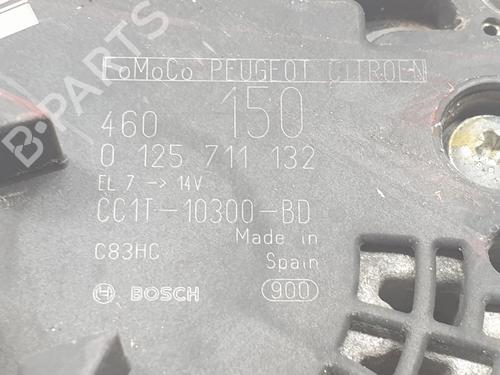 FoMoCo PEUGEOT CITROEN
460 150
0 125 711 132
EL 7 -> 14V
CC1T-10300-BD
C83HC
Made in
Spain
BOSCH
900
B-PARTS